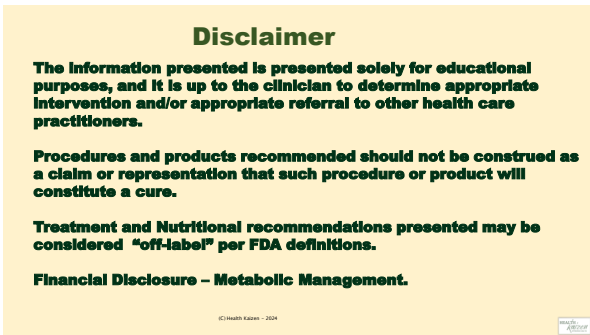 Disclaimer
The information presented is presented solely for educational
purposes, and it is up to the clinician to determine appropriate
intervention and/or appropriate referral to other health care
practitioners.
Procedures and products recommended should not be construed as
a claim or representation that such procedure or product will
constitute a cure.
Treatment and Nutritional recommendations presented may be
considered  “off-label” per FDA definitions.
Financial Disclosure – Metabolic Management.
(C) Health Kaizen – 2024
HEALTH
KAIZEN